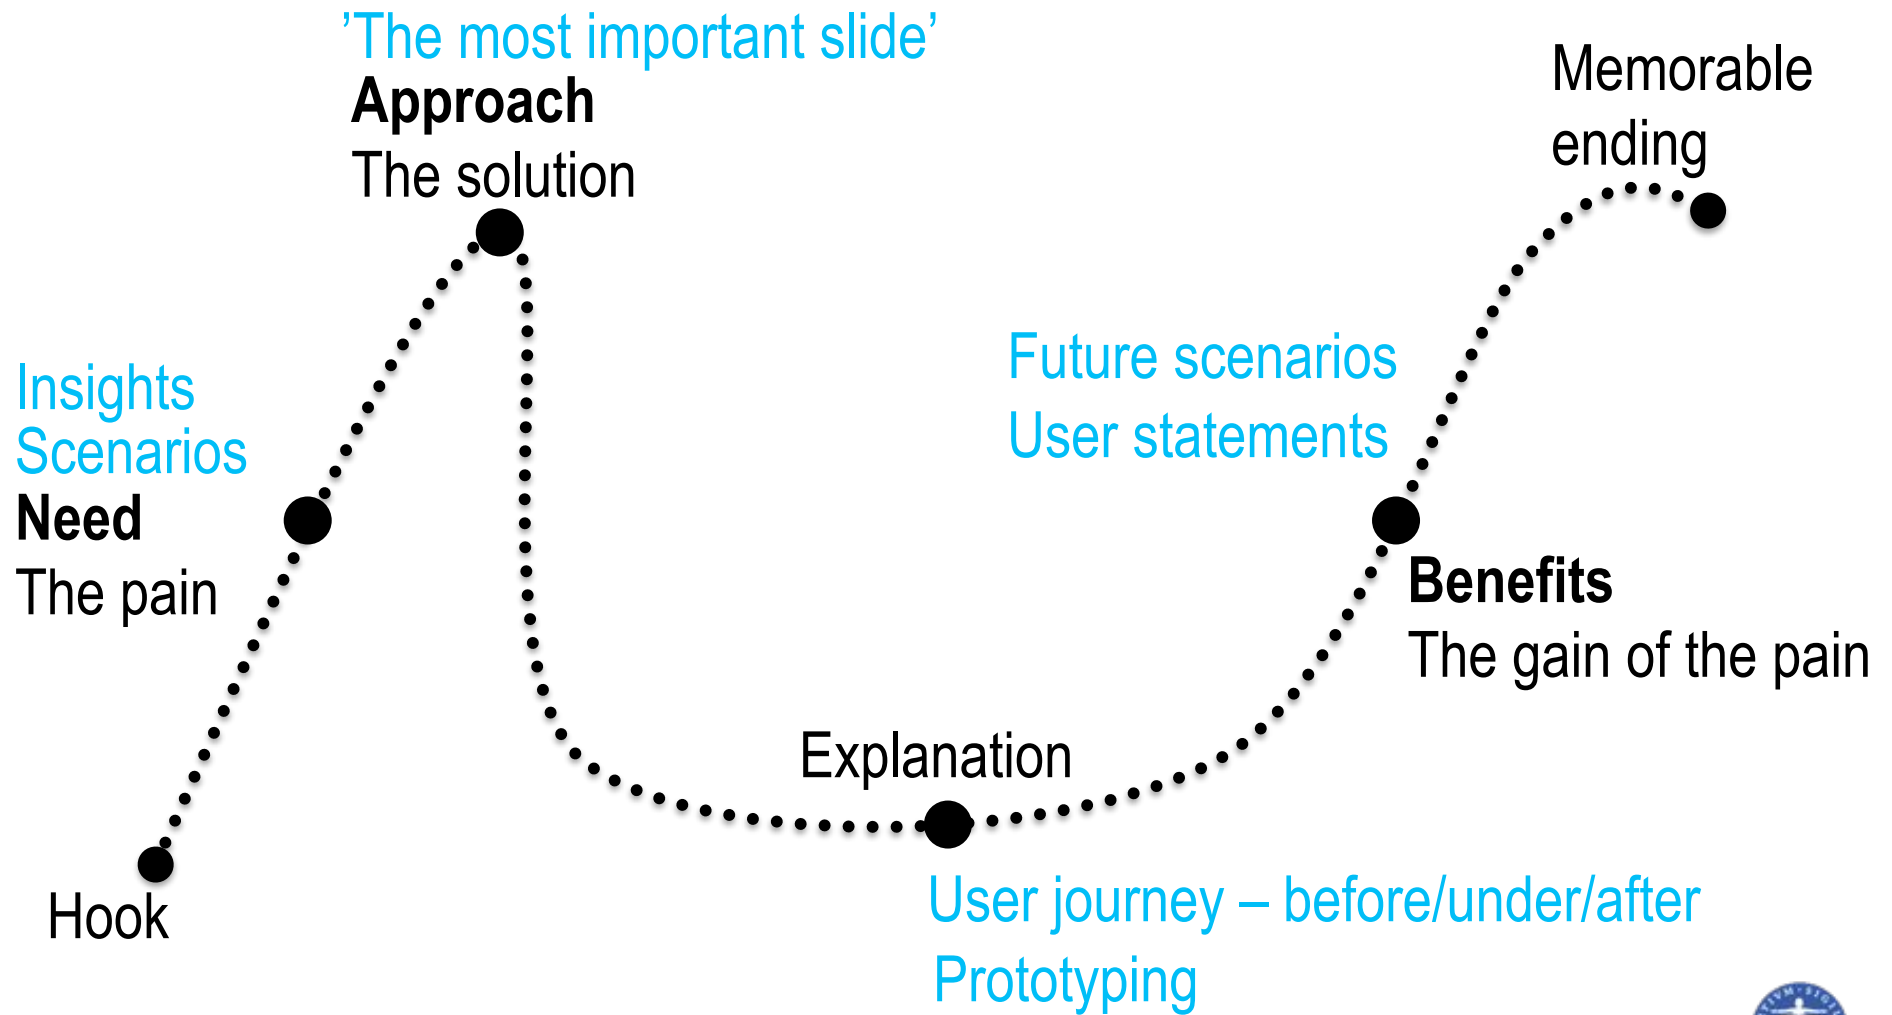 ’The most important slide’
Approach
The solution
Memorable
ending
Insights
Scenarios
Need
The pain
Future scenarios
User statements
Benefits
The gain of the pain
Explanation
Hook
User journey – before/under/after
Prototyping